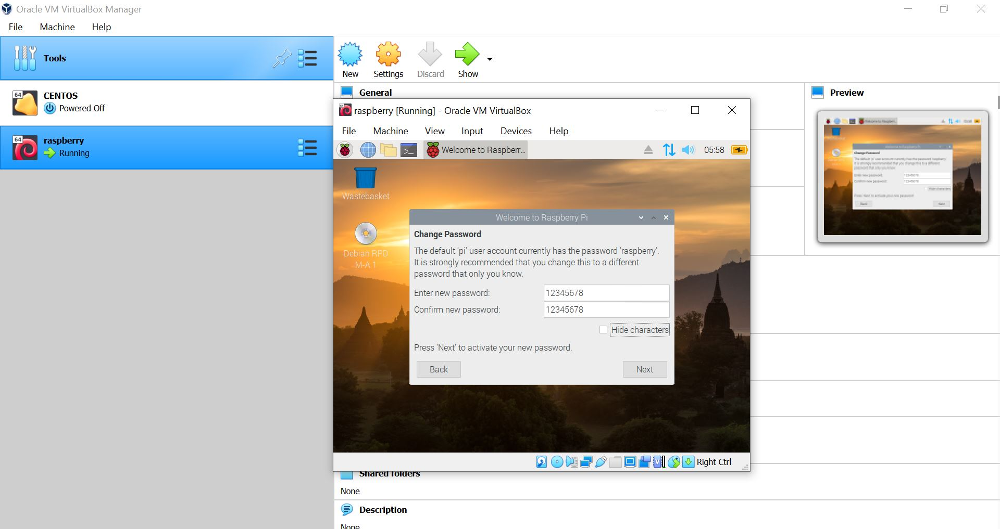 Oracle VM VirtualBox Manager
File Machine Help
Tools
New Settings Discard Show
64
CENTOS
Powered Off
64
raspberry
Running
General
Preview
raspberry [Running] - Oracle VM VirtualBox
File Machine View Input Devices Help
Welcome to Raspberr... 05:58
Wastebasket
Debian RPD
M-A 1
Welcome to Raspberry Pi
Change Password
The default 'pi' user account currently has the password 'raspberry'.
It is strongly recommended that you change this to a different
password that only you know.
Enter new password: 12345678
Confirm new password: 12345678
Hide characters
Press 'Next' to activate your new password.
Back Next
Right Ctrl
Shared folders
None
Description
None